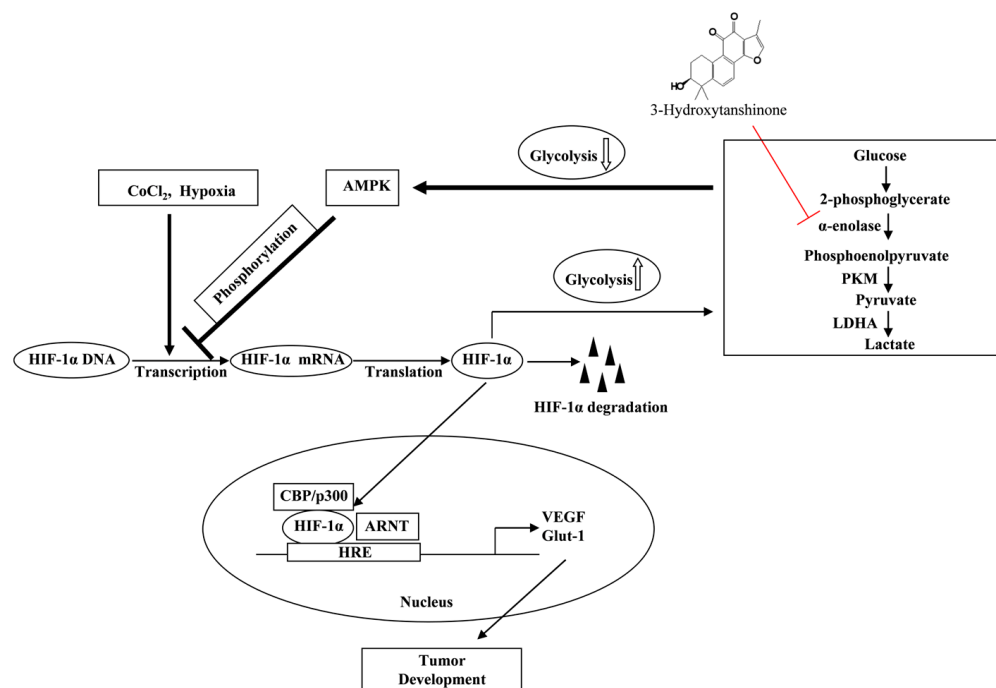 O
O
O
HO
3-Hydroxytanshinone
Glycolysis
Glucose
2-phosphoglycerate
α-enolase
Phosphoenolpyruvate
PKM
Pyruvate
LDHA
Lactate
CoCl₂, Hypoxia
AMPK
Phosphorylation
Glycolysis
HIF-1α DNA
Transcription
HIF-1α mRNA
Translation
HIF-1α
HIF-1α degradation
CBP/p300
HIF-1α
ARNT
HRE
VEGF
Glut-1
Nucleus
Tumor
Development